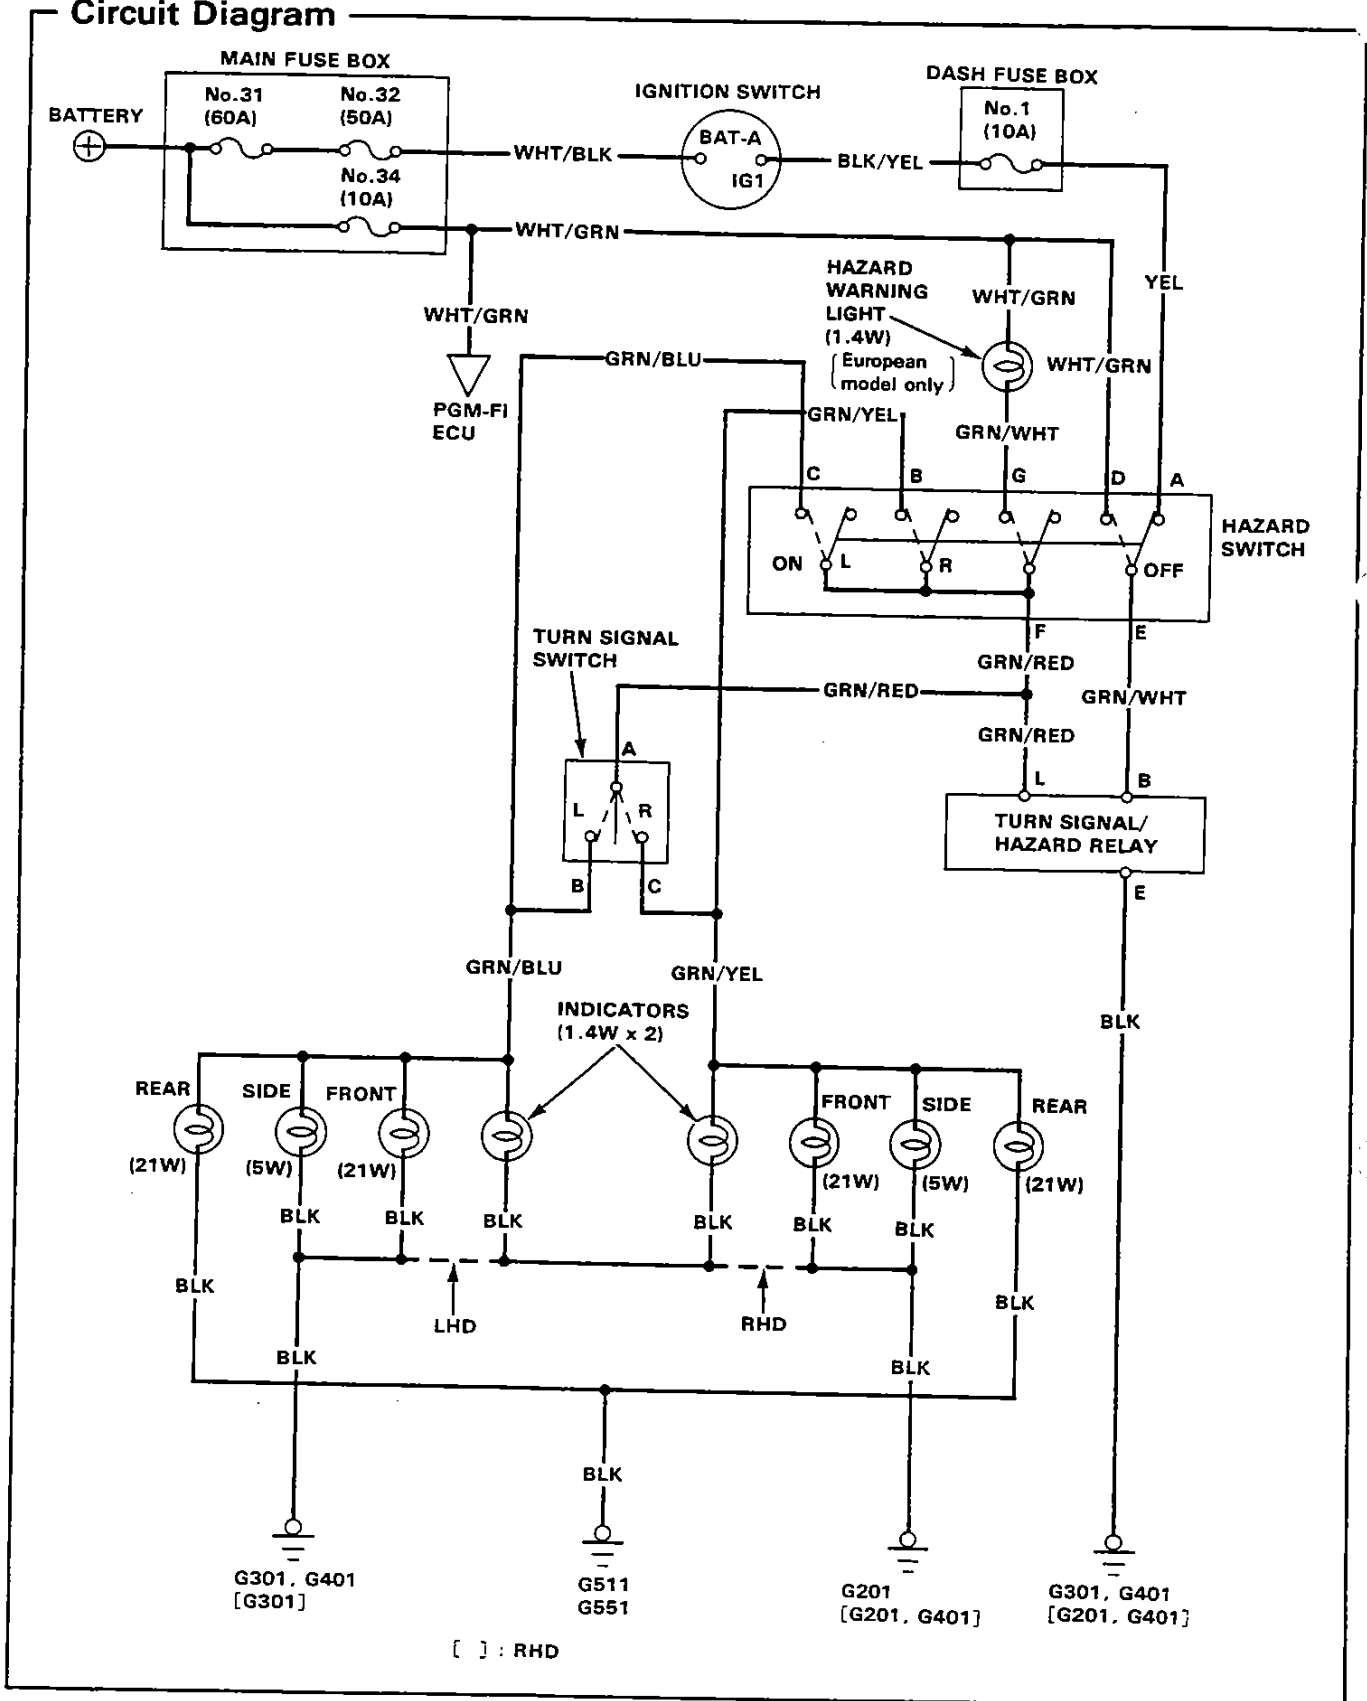 Circuit Diagram
MAIN FUSE BOX
No.31
(60A)
No.32
(50A)
BATTERY
No.34
(10A)
WHT/BLK
IGNITION SWITCH
BAT-A
IG1
BLK/YEL
DASH FUSE BOX
No.1
(10A)
WHT/GRN
YEL
HAZARD
WARNING
LIGHT
(1.4W)
[European
model only]
WHT/GRN
WHT/GRN
WHT/GRN
GRN/BLU
GRN/YEL
GRN/WHT
PGM-FI
ECU
C
B
G
D
A
HAZARD
SWITCH
ON
L
R
OFF
F
E
GRN/RED
TURN SIGNAL
SWITCH
GRN/RED
GRN/WHT
GRN/RED
A
L
R
B
C
L
B
TURN SIGNAL/
HAZARD RELAY
E
GRN/BLU
GRN/YEL
INDICATORS
(1.4W x 2)
BLK
REAR
SIDE
FRONT
FRONT
SIDE
REAR
(21W)
(5W)
(21W)
(21W)
(5W)
(21W)
BLK
BLK
BLK
BLK
BLK
BLK
BLK
BLK
LHD
RHD
BLK
BLK
BLK
G301, G401
[G301]
G511
G551
G201
[G201, G401]
G301, G401
[G201, G401]
[ ] : RHD